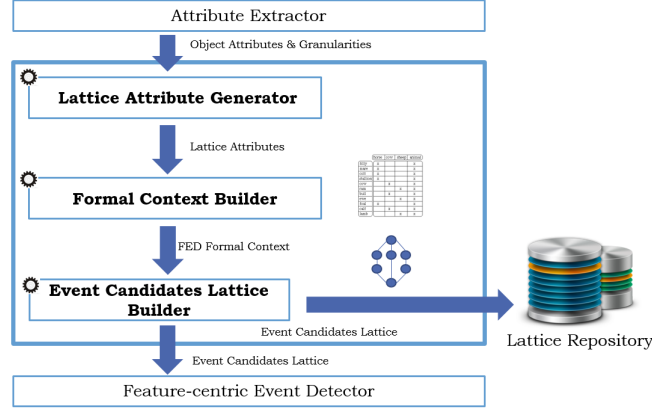 Attribute Extractor
Object Attributes & Granularities
Lattice Attribute Generator
Lattice Attributes
Formal Context Builder
FED Formal Context
Event Candidates Lattice
Builder
Event Candidates Lattice
Lattice Repository
Event Candidates Lattice
Feature-centric Event Detector